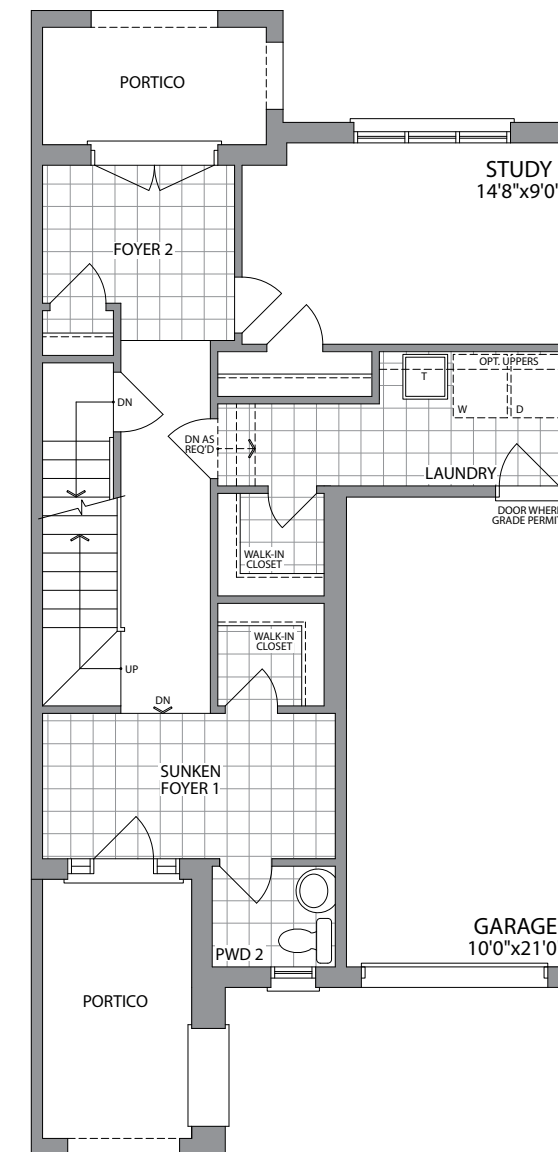 PORTICO
STUDY
14'8"x9'0"
FOYER 2
OPT. UPPERS
T
W
D
DN
DN AS
REQ'D
LAUNDRY
DOOR WHERE
GRADE PERMIT
WALK-IN
CLOSET
WALK-IN
CLOSET
UP
DN
SUNKEN
FOYER 1
GARAGE
10'0"x21'0
PWD 2
PORTICO